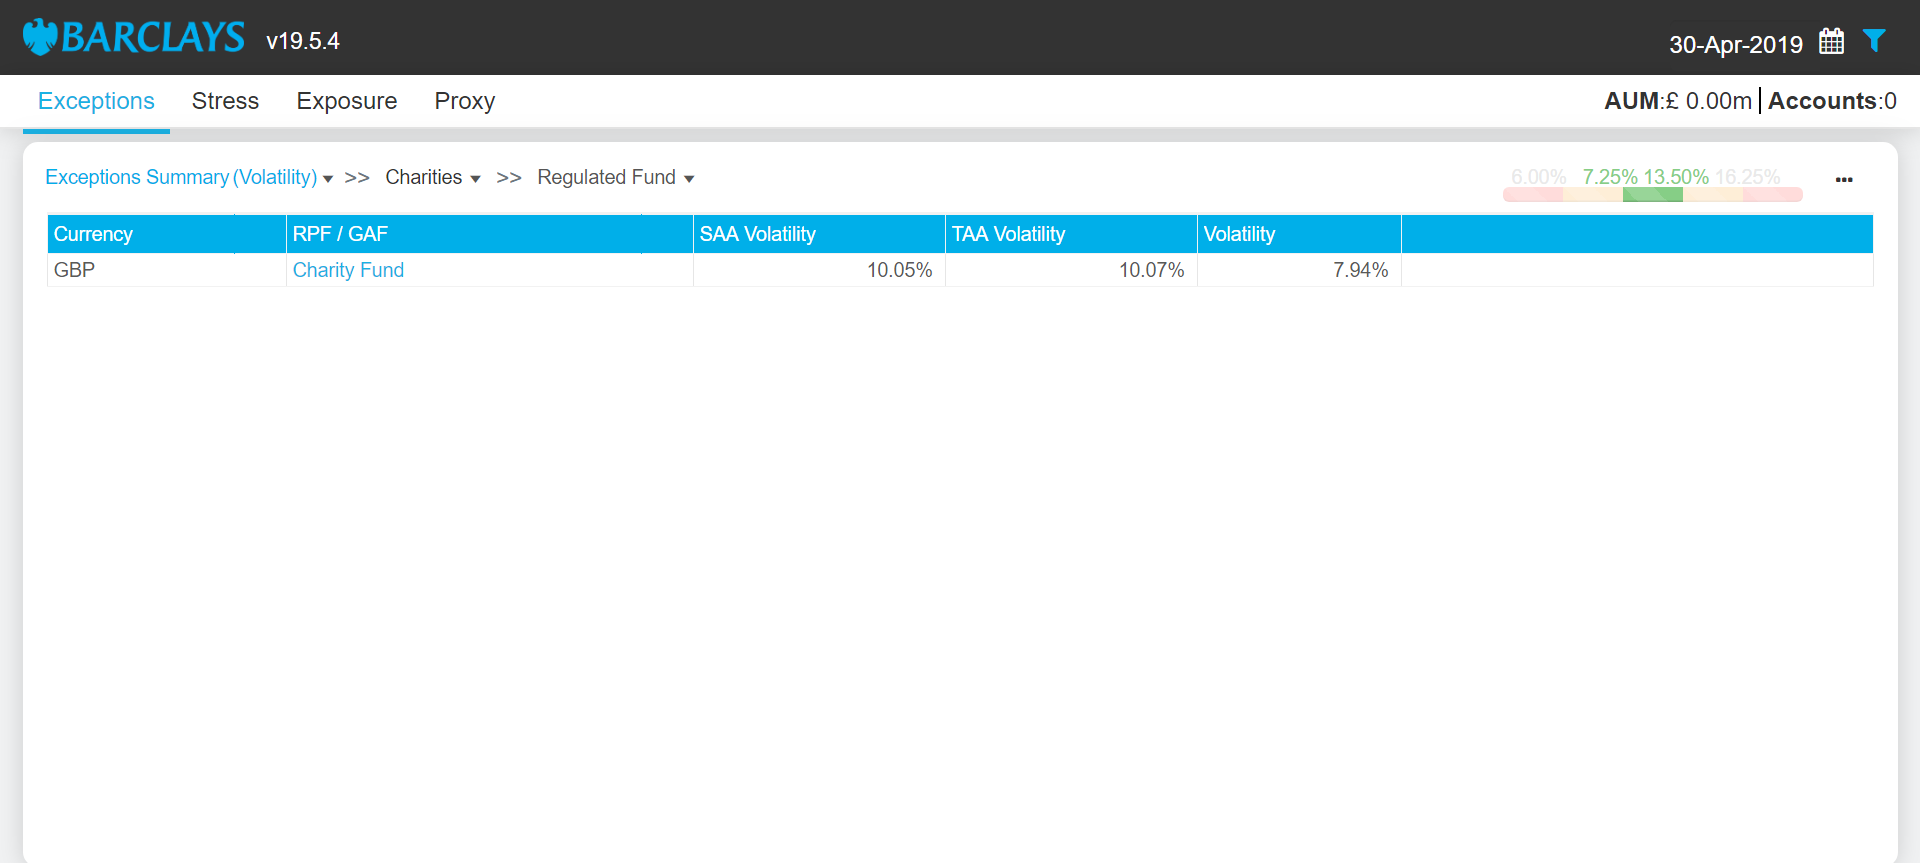 BARCLAYS v19.5.4 30-Apr-2019
Exceptions Stress Exposure Proxy AUM:£ 0.00m Accounts:0
Exceptions Summary (Volatility) >> Charities >> Regulated Fund 6.00% 7.25% 13.50% 16.25% ...
Currency RPF / GAF SAA Volatility TAA Volatility Volatility
GBP Charity Fund 10.05% 10.07% 7.94%